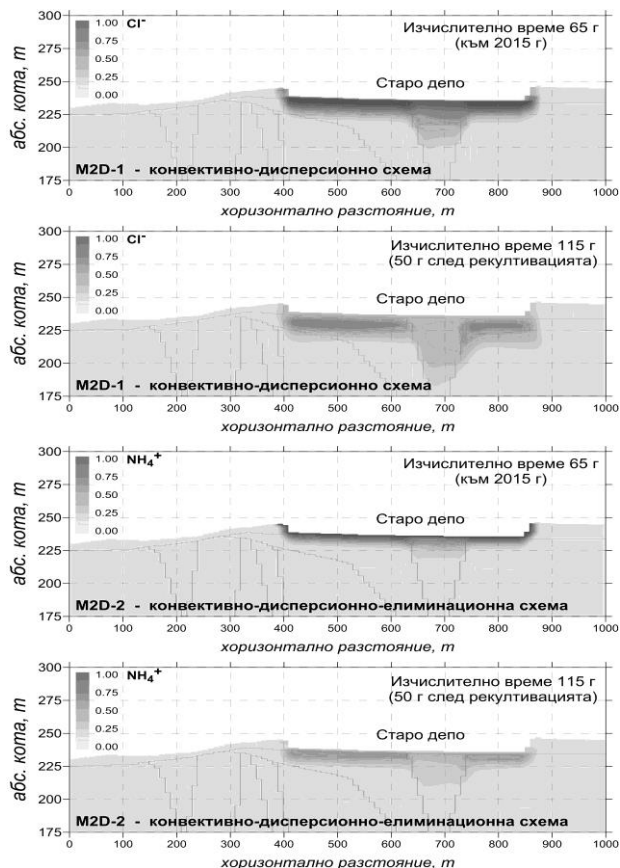 300
275
250
225
200
175
абс. кота, m
1.00
0.75
0.50
0.25
0.00
Cl-
Изчислително време 65 г
(към 2015 г)
Старо депо
M2D-1 - конвективно-дисперсионно схема
0 100 200 300 400 500 600 700 800 900 1000
хоризонтално разстояние, m
300
275
250
225
200
175
абс. кота, m
1.00
0.75
0.50
0.25
0.00
Cl-
Изчислително време 115 г
(50 г след рекултивацията)
Старо депо
M2D-1 - конвективно-дисперсионно схема
0 100 200 300 400 500 600 700 800 900 1000
хоризонтално разстояние, m
300
275
250
225
200
175
абс. кота, m
1.00
0.75
0.50
0.25
0.00
NH4+
Изчислително време 65 г
(към 2015 г)
Старо депо
M2D-2 - конвективно-дисперсионно-елиминационна схема
0 100 200 300 400 500 600 700 800 900 1000
хоризонтално разстояние, m
300
275
250
225
200
175
абс. кота, m
1.00
0.75
0.50
0.25
0.00
NH4+
Изчислително време 115 г
(50 г след рекултивацията)
Старо депо
M2D-2 - конвективно-дисперсионно-елиминационна схема
0 100 200 300 400 500 600 700 800 900 1000
хоризонтално разстояние, m